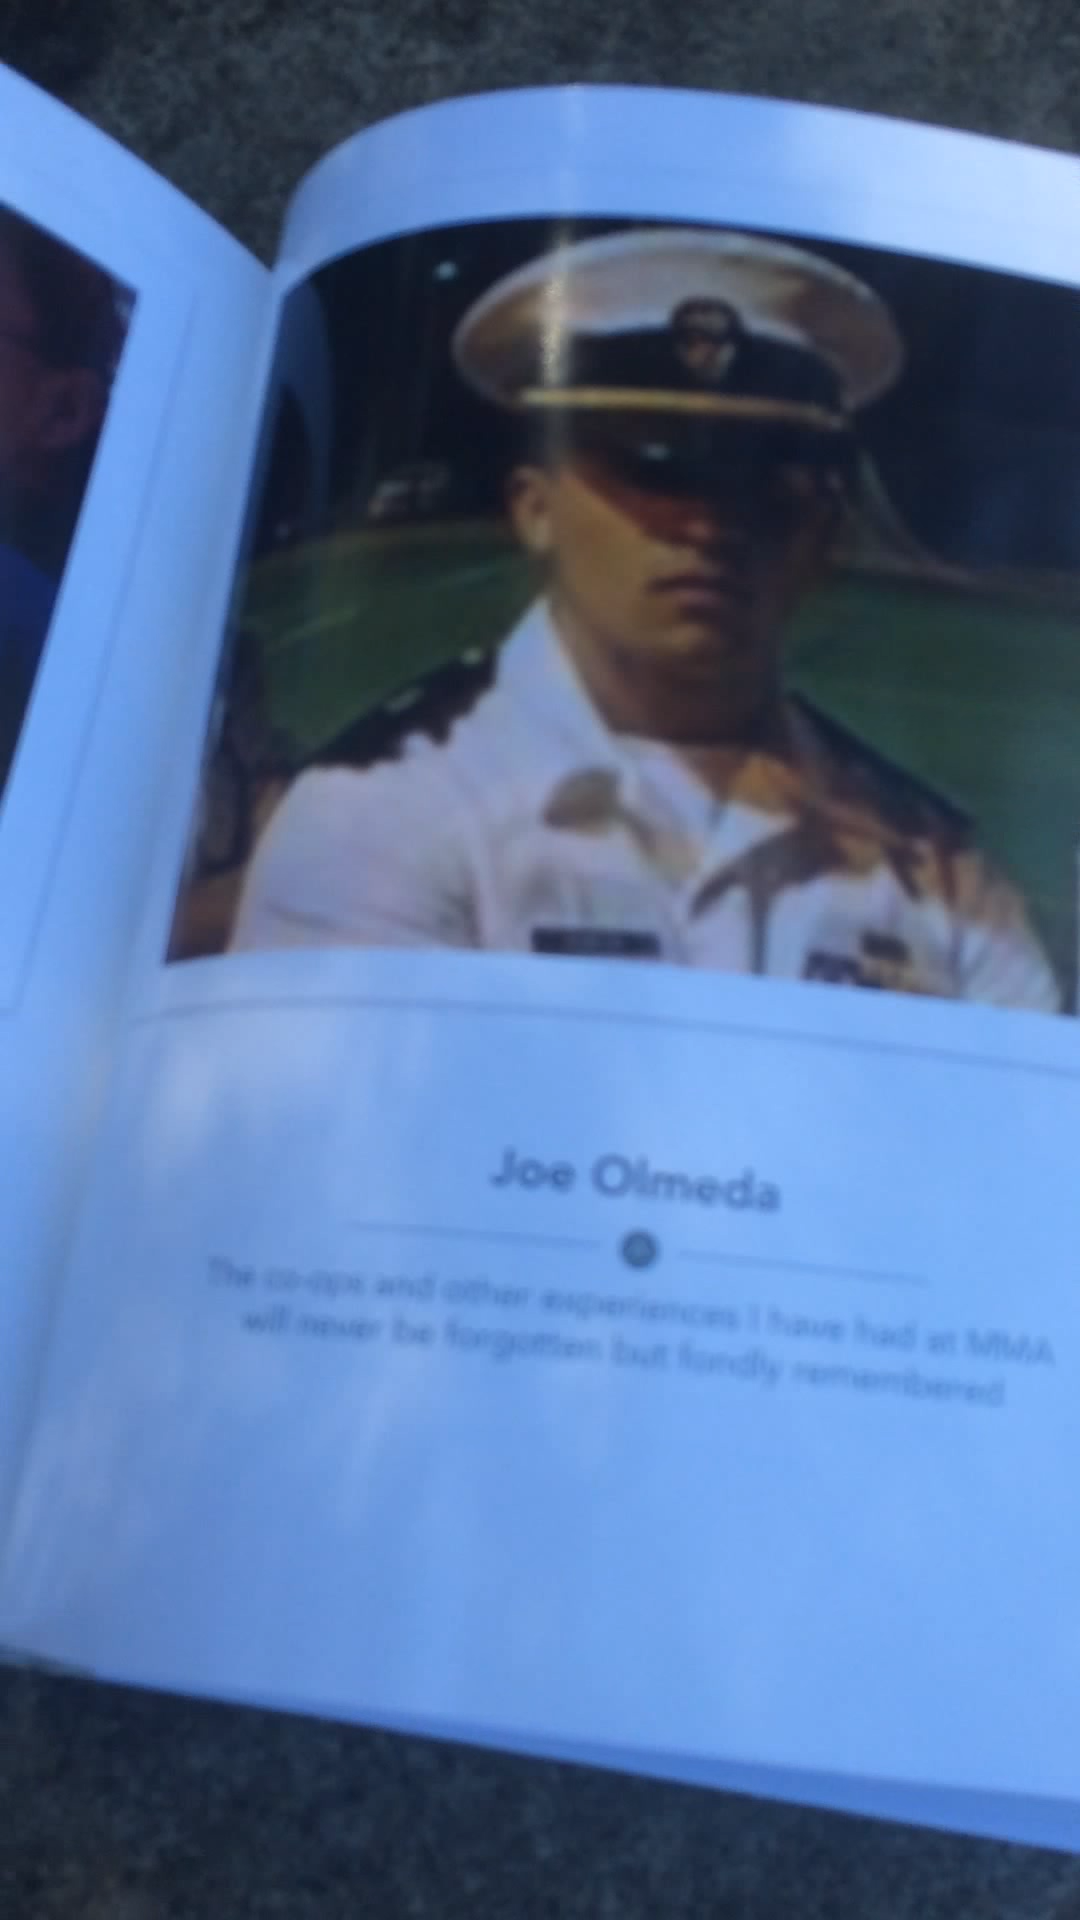 Joe Olmeda
The co-ops and other experiences I have had at MMA
will never be forgotten but fondly remembered